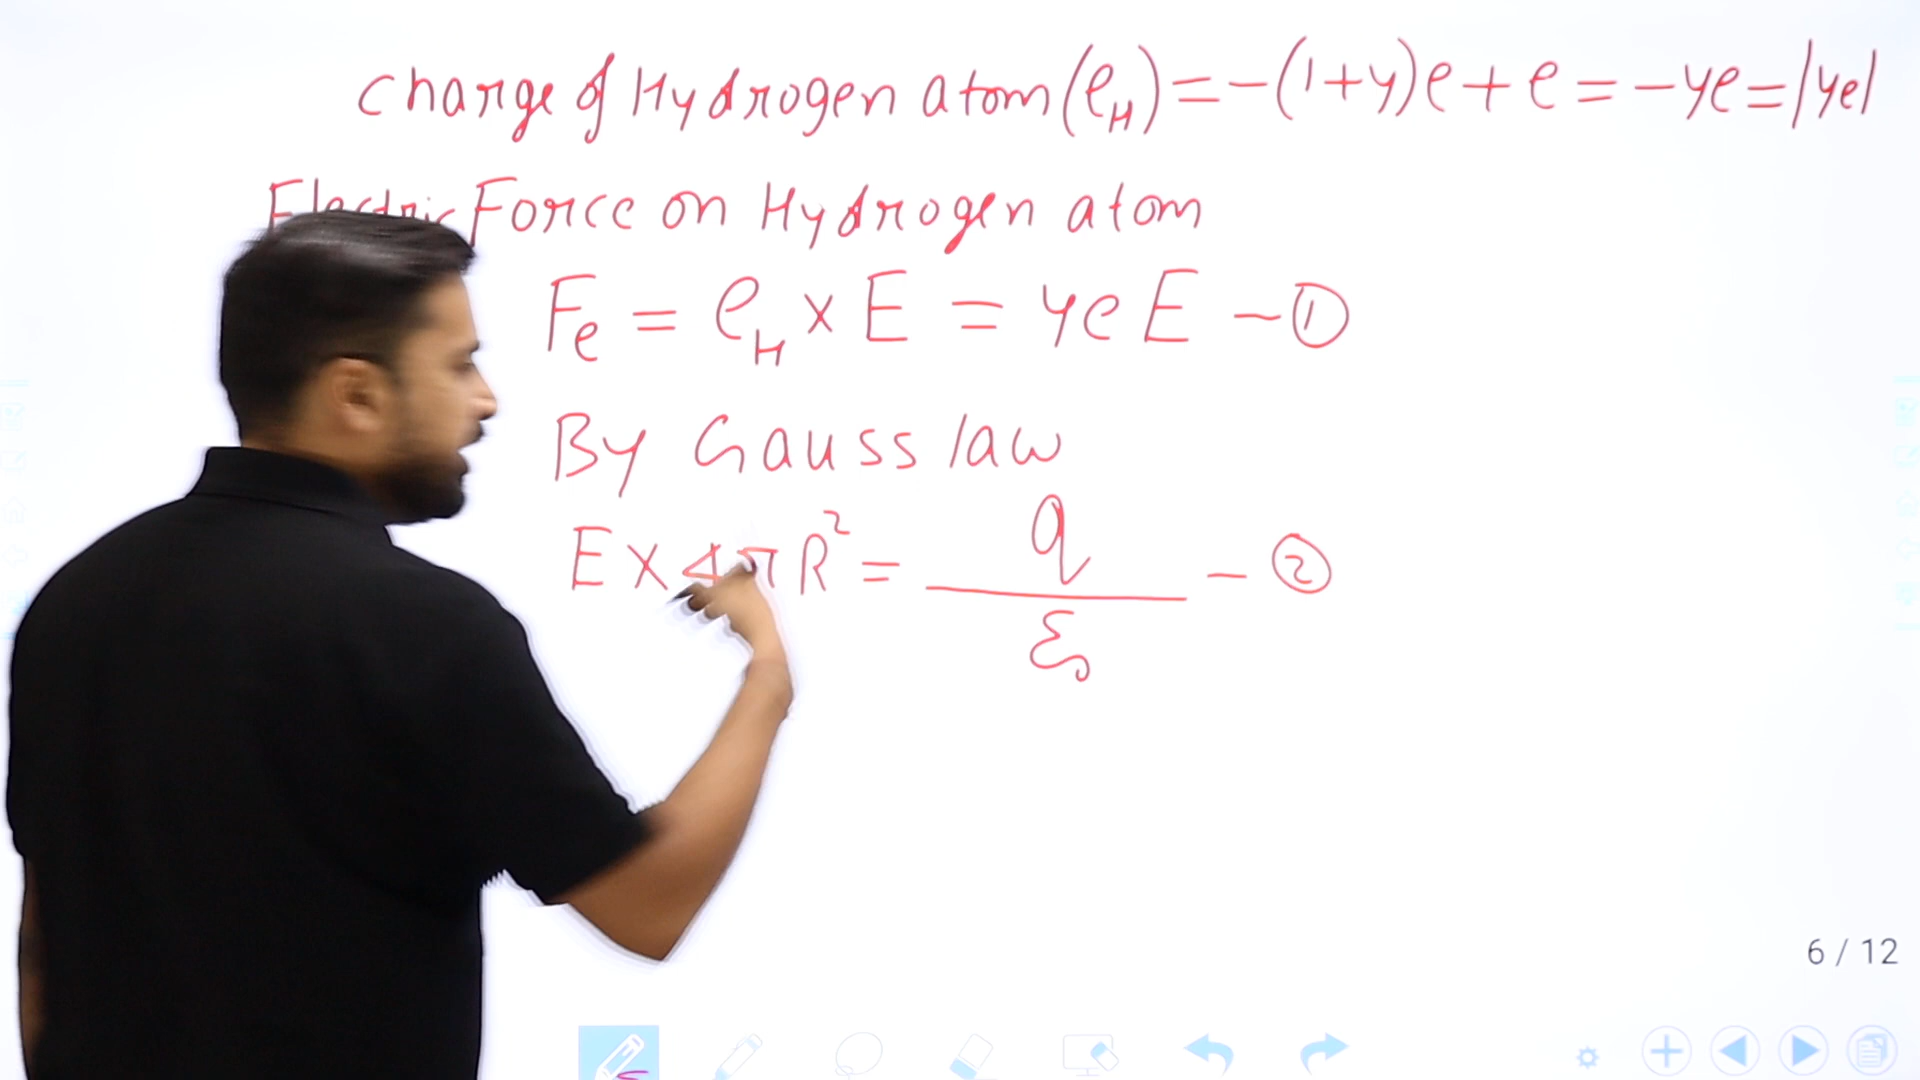 Charge of Hydrogen atom (e_H) = -(1+y)e + e = -ye = |ye|
Electric Force on Hydrogen atom
F_e = e_H × E = yeE - ①
By Gauss law
E × 4πR² = q/ε₀ - ②
6 / 12